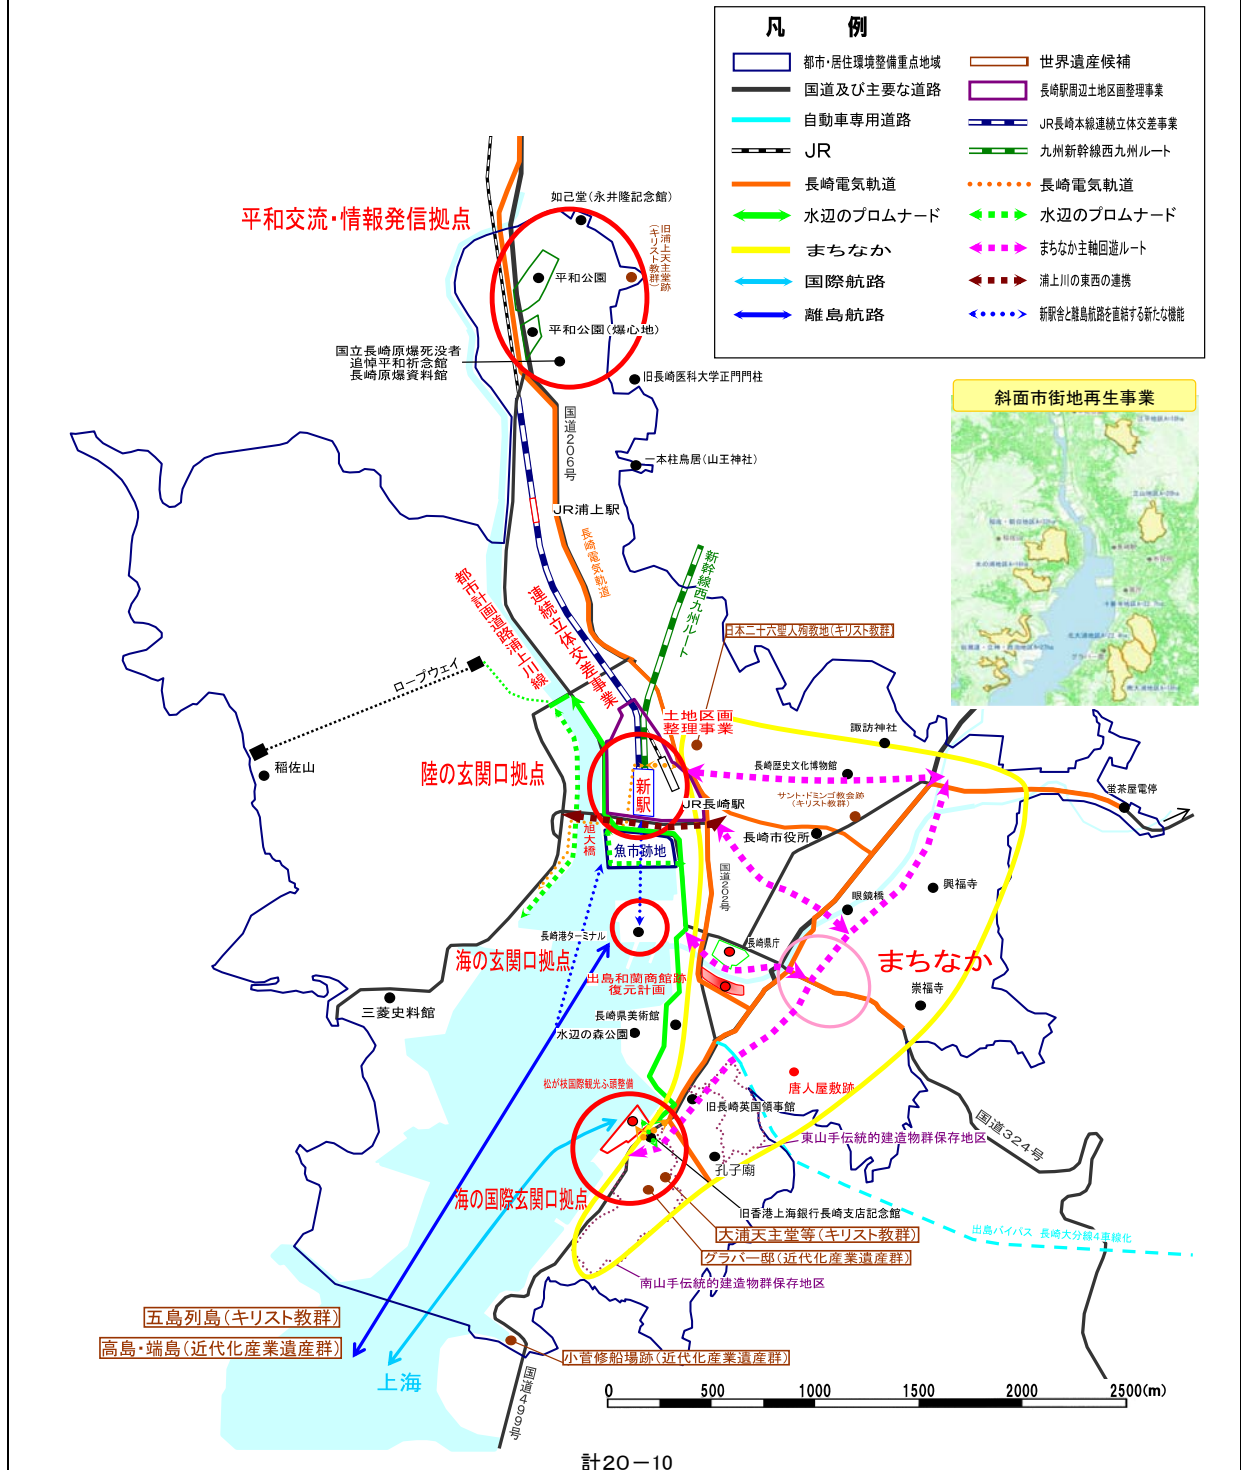 凡 例
都市・居住環境整備重点地域
国道及び主要な道路
自動車専用道路
JR
長崎電気軌道
水辺のプロムナード
まちなか
国際航路
離島航路
世界遺産候補
長崎駅周辺土地区画整理事業
JR長崎本線連続立体交差事業
九州新幹線西九州ルート
長崎電気軌道
水辺のプロムナード
まちなか主軸回遊ルート
浦上川の東西の連携
新駅舎と離島航路を直結する新たな機能
斜面市街地再生事業
平和交流・情報発信拠点
如己堂(永井隆記念館)
旧浦上天主堂跡
(キリスト教群)
平和公園
平和公園(爆心地)
国立長崎原爆死没者
追悼平和祈念館
長崎原爆資料館
旧長崎医科大学正門門柱
国道206号
一本柱鳥居(山王神社)
JR浦上駅
長崎電気軌道
新幹線西九州ルート
都市計画道路浦上川線
連続立体交差事業
日本二十六聖人殉教地(キリスト教群)
ロープウェイ
稲佐山
土地区画
整理事業
諏訪神社
陸の玄関口拠点
新駅
JR長崎駅
長崎歴史文化博物館
サント・ドミンゴ教会跡
(キリスト教群)
蛍茶屋電停
旭大橋
魚市跡地
長崎市役所
国道202号
興福寺
眼鏡橋
長崎港ターミナル
長崎県庁
海の玄関口拠点
まちなか
出島和蘭商館跡
復元計画
崇福寺
三菱史料館
長崎県美術館
水辺の森公園
松が枝国際観光ふ頭整備
唐人屋敷跡
旧長崎英国領事館
国道324号
東山手伝統的建造物群保存地区
孔子廟
海の国際玄関口拠点
旧香港上海銀行長崎支店記念館
大浦天主堂等(キリスト教群)
出島バイパス 長崎大分線4車線化
グラバー邸(近代化産業遺産群)
南山手伝統的建造物群保存地区
五島列島(キリスト教群)
高島・端島(近代化産業遺産群)
小菅修船場跡(近代化産業遺産群)
上海
国道499号
0 500 1000 1500 2000 2500(m)
計20-10